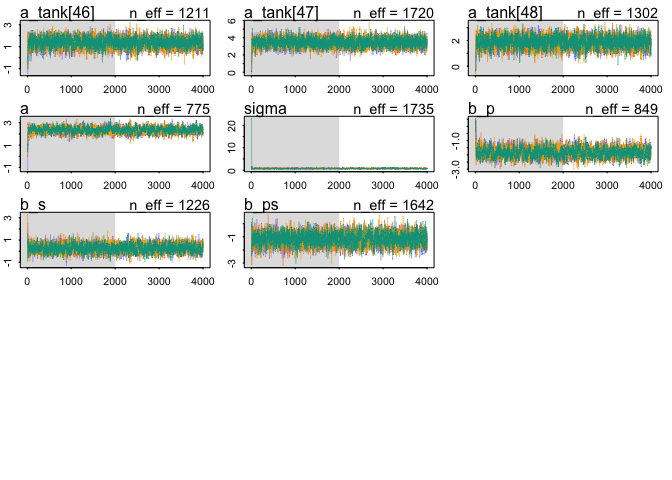 a_tank[46] n_eff = 1211
a_tank[47] n_eff = 1720
a_tank[48] n_eff = 1302
-1 1 3
0 2 4 6
0 2
0 1000 2000 3000 4000
0 1000 2000 3000 4000
0 1000 2000 3000 4000
a n_eff = 775
sigma n_eff = 1735
b_p n_eff = 849
-1 1 3
0 10 20
-3.0 -1.0
0 1000 2000 3000 4000
0 1000 2000 3000 4000
0 1000 2000 3000 4000
b_s n_eff = 1226
b_ps n_eff = 1642
-1 1 3
-3 -1
0 1000 2000 3000 4000
0 1000 2000 3000 4000